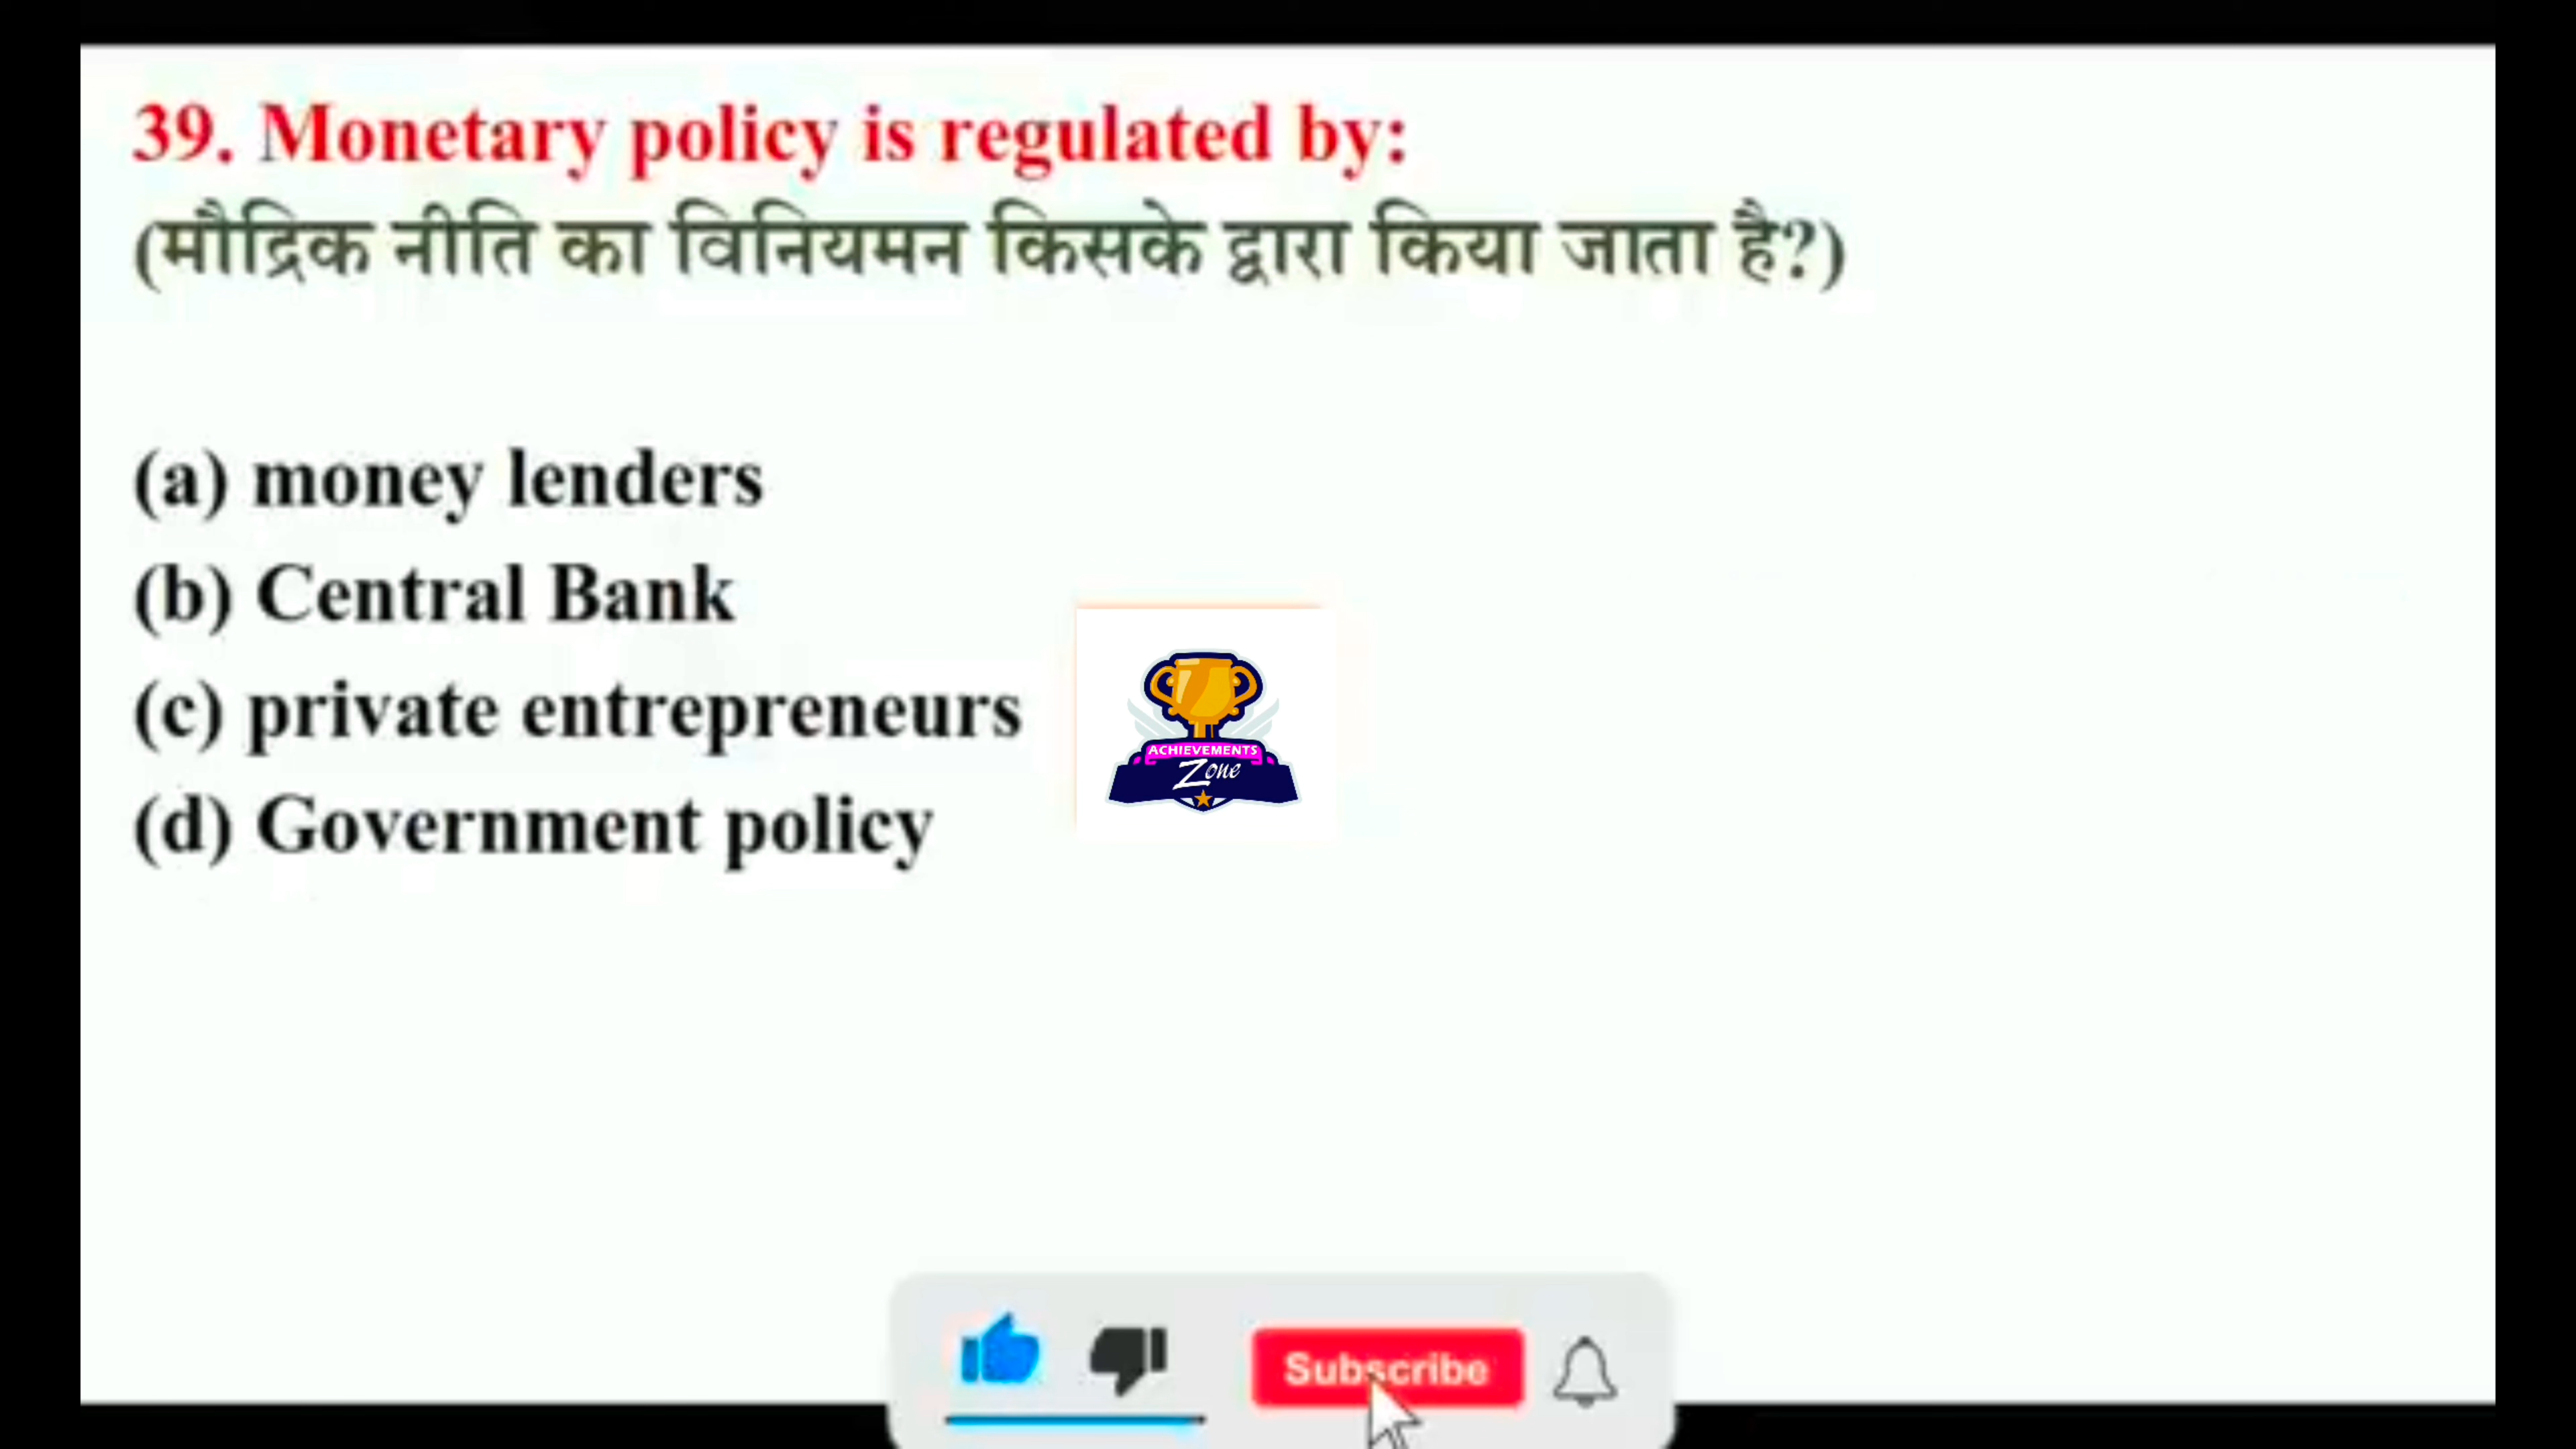 39. Monetary policy is regulated by:
(मौद्रिक नीति का विनियमन किसके द्वारा किया जाता है?)
(a) money lenders
(b) Central Bank
(c) private entrepreneurs
(d) Government policy
ACHIEVEMENTS
Zone
Subscribe